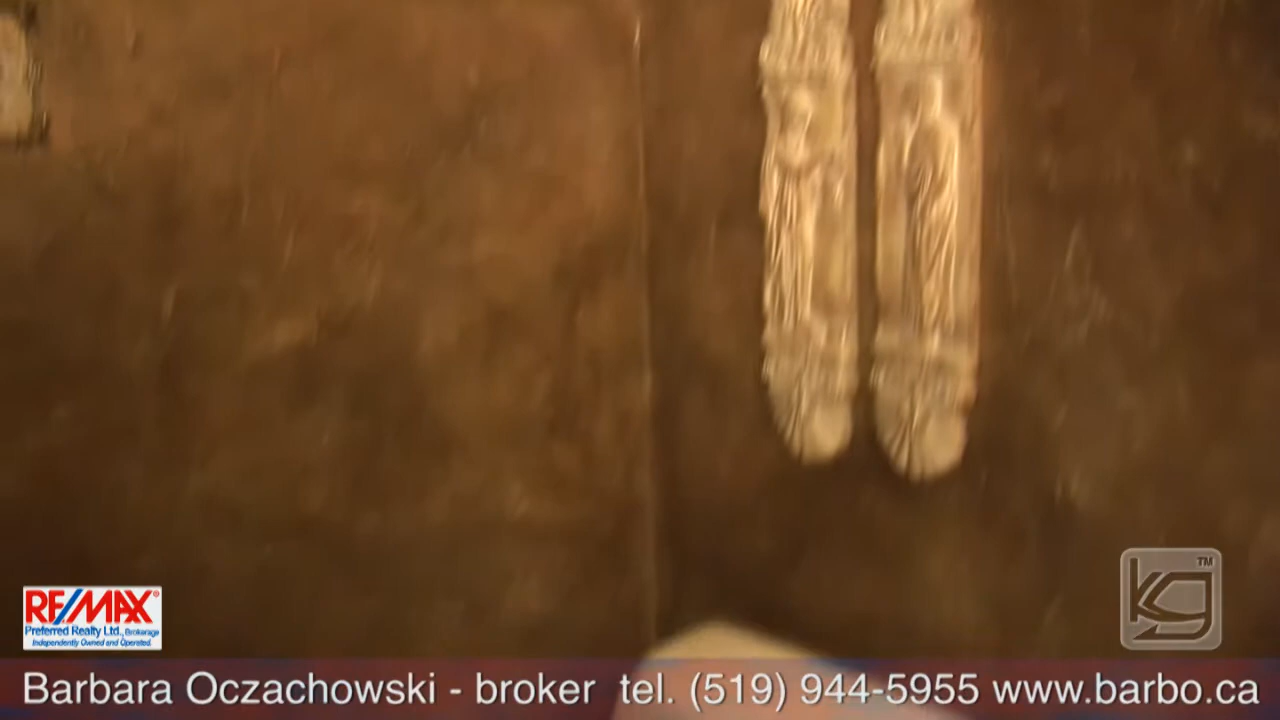 RE/MAX®
Preferred Realty Ltd., Brokerage
Independently Owned and Operated.
kg™
Barbara Oczachowski - broker tel. (519) 944-5955 www.barbo.ca